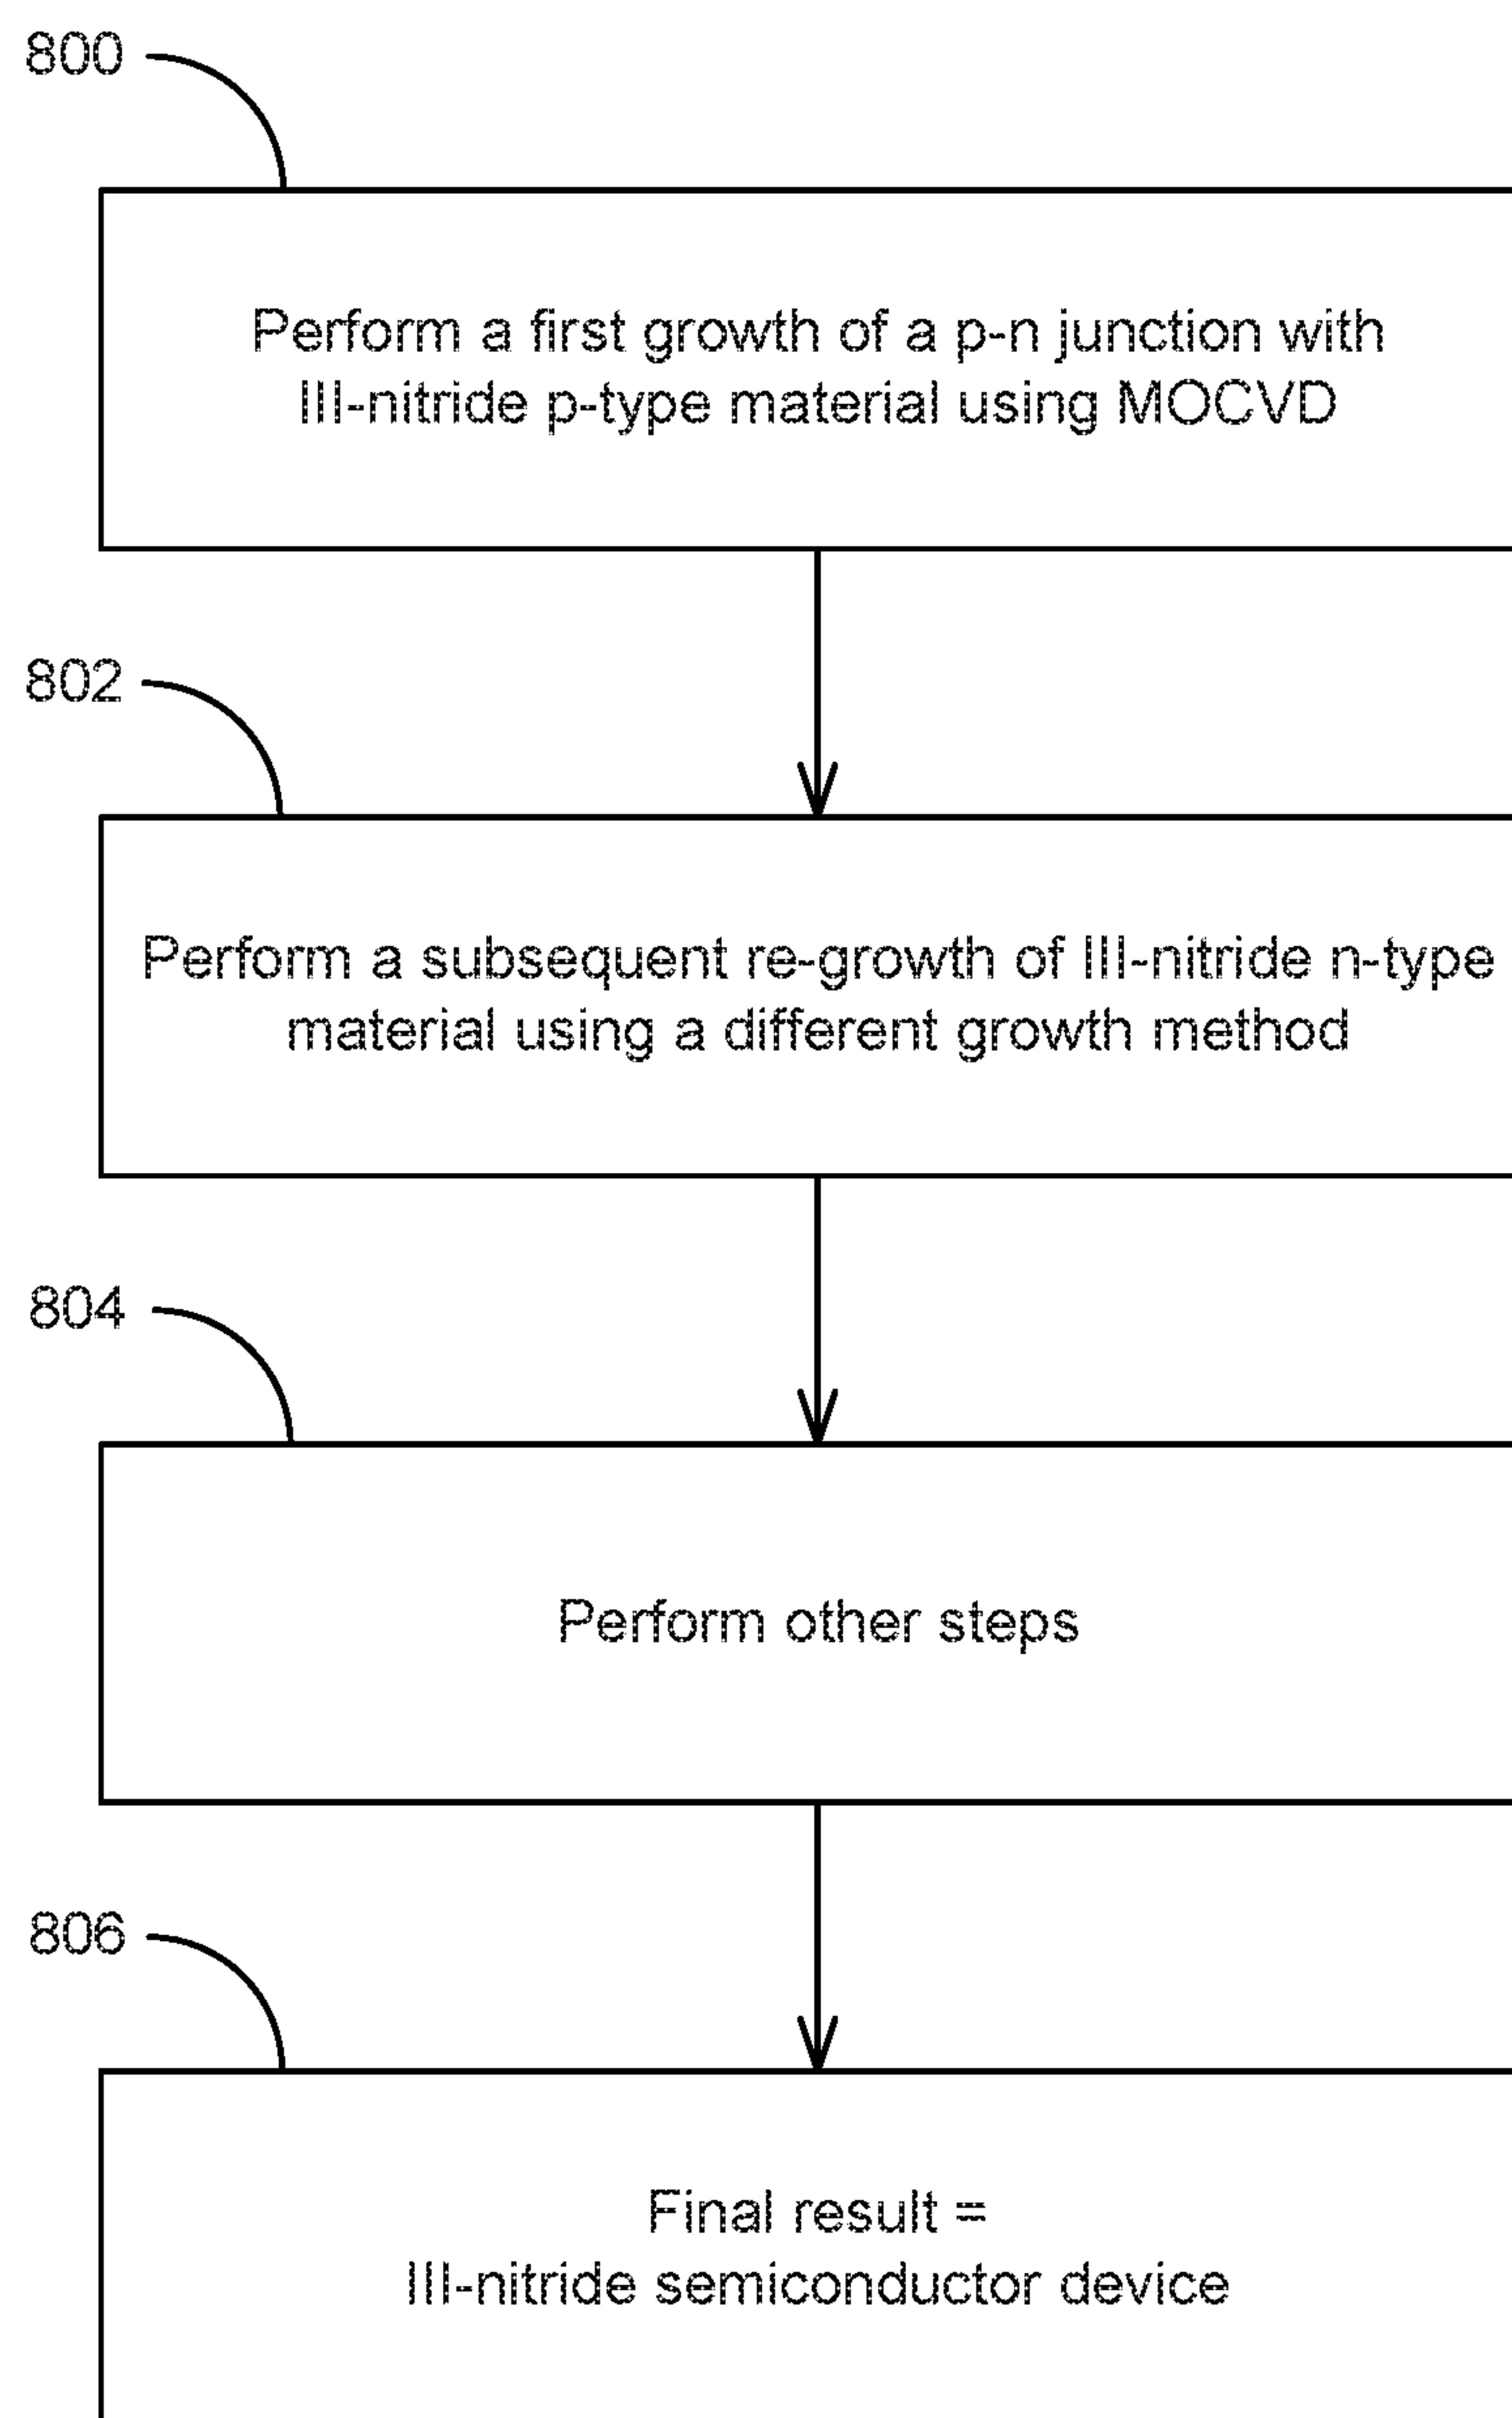 800
Perform a first growth of a p-n junction with
III-nitride p-type material using MOCVD
802
Perform a subsequent re-growth of III-nitride n-type
material using a different growth method
804
Perform other steps
806
Final result =
III-nitride semiconductor device